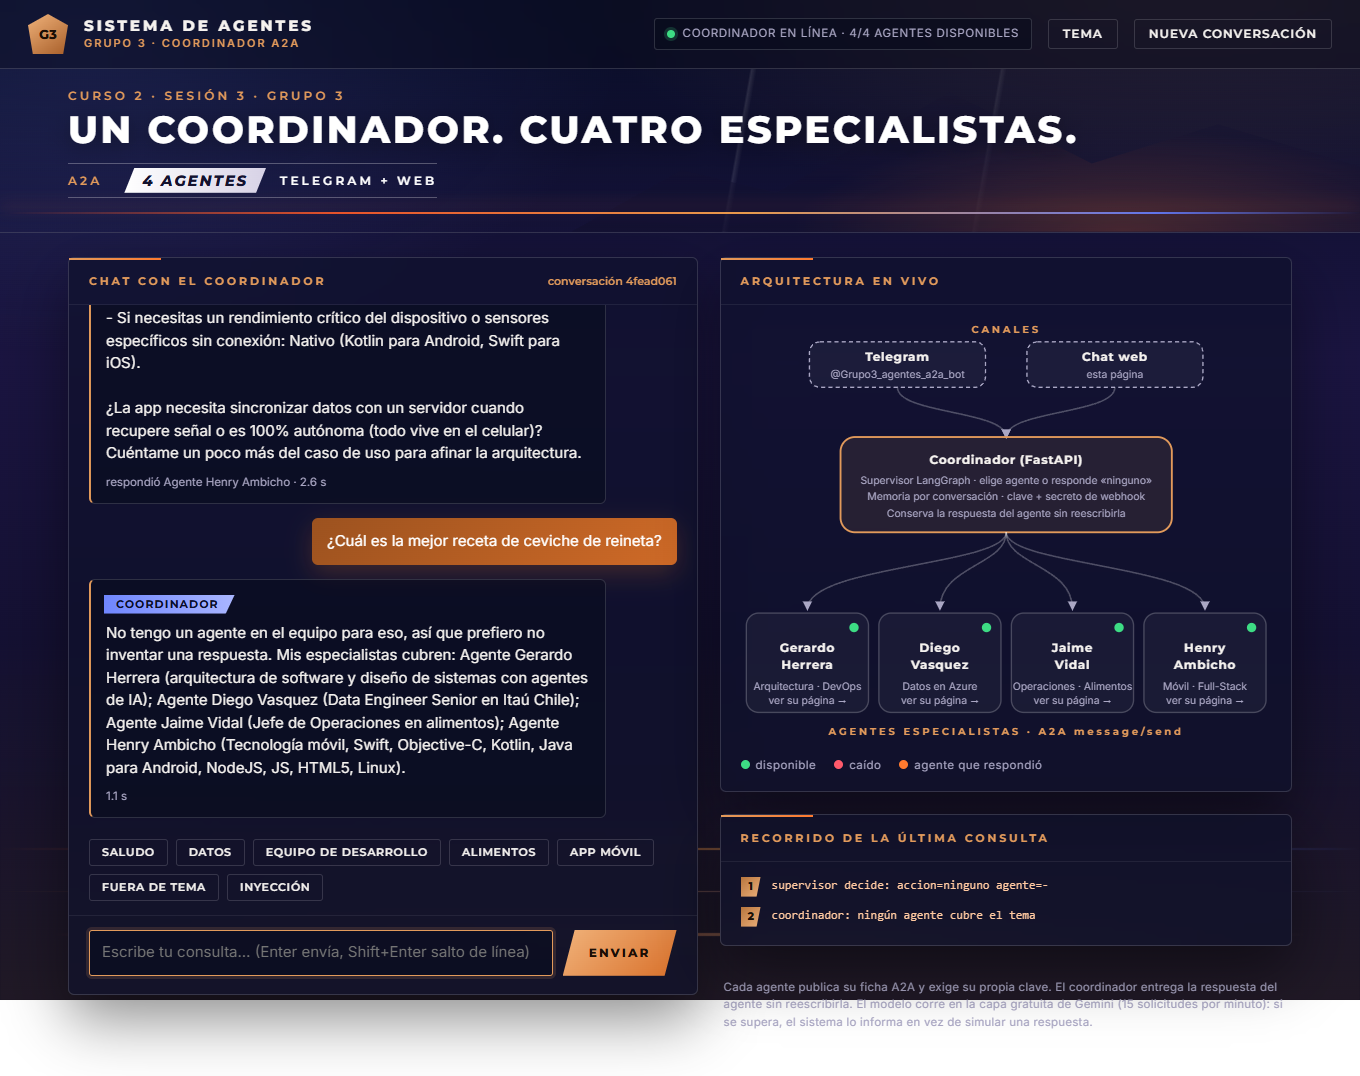 G3
SISTEMA DE AGENTES
GRUPO 3 · COORDINADOR A2A
COORDINADOR EN LÍNEA · 4/4 AGENTES DISPONIBLES
TEMA
NUEVA CONVERSACIÓN
CURSO 2 · SESIÓN 3 · GRUPO 3
UN COORDINADOR. CUATRO ESPECIALISTAS.
A2A
4 AGENTES
TELEGRAM + WEB
CHAT CON EL COORDINADOR
conversación 4fead061
- Si necesitas un rendimiento crítico del dispositivo o sensores
específicos sin conexión: Nativo (Kotlin para Android, Swift para
iOS).
¿La app necesita sincronizar datos con un servidor cuando
recupere señal o es 100% autónoma (todo vive en el celular)?
Cuéntame un poco más del caso de uso para afinar la arquitectura.
respondió Agente Henry Ambicho · 2.6 s
¿Cuál es la mejor receta de ceviche de reineta?
COORDINADOR
No tengo un agente en el equipo para eso, así que prefiero no
inventar una respuesta. Mis especialistas cubren: Agente Gerardo
Herrera (arquitectura de software y diseño de sistemas con agentes
de IA); Agente Diego Vasquez (Data Engineer Senior en Itaú Chile);
Agente Jaime Vidal (Jefe de Operaciones en alimentos); Agente
Henry Ambicho (Tecnología móvil, Swift, Objective-C, Kotlin, Java
para Android, NodeJS, JS, HTML5, Linux).
1.1 s
SALUDO
DATOS
EQUIPO DE DESARROLLO
ALIMENTOS
APP MÓVIL
FUERA DE TEMA
INYECCIÓN
Escribe tu consulta... (Enter envía, Shift+Enter salto de línea)
ENVIAR
ARQUITECTURA EN VIVO
CANALES
Telegram
@Grupo3_agentes_a2a_bot
Chat web
esta página
Coordinador (FastAPI)
Supervisor LangGraph · elige agente o responde «ninguno»
Memoria por conversación · clave + secreto de webhook
Conserva la respuesta del agente sin reescribirla
Gerardo
Herrera
Arquitectura · DevOps
ver su página →
Diego
Vasquez
Datos en Azure
ver su página →
Jaime
Vidal
Operaciones · Alimentos
ver su página →
Henry
Ambicho
Móvil · Full-Stack
ver su página →
AGENTES ESPECIALISTAS · A2A message/send
disponible
caído
agente que respondió
RECORRIDO DE LA ÚLTIMA CONSULTA
1 supervisor decide: accion=ninguno agente=-
2 coordinador: ningún agente cubre el tema
Cada agente publica su ficha A2A y exige su propia clave. El coordinador entrega la respuesta del
agente sin reescribirla. El modelo corre en la capa gratuita de Gemini (15 solicitudes por minuto): si
se supera, el sistema lo informa en vez de simular una respuesta.